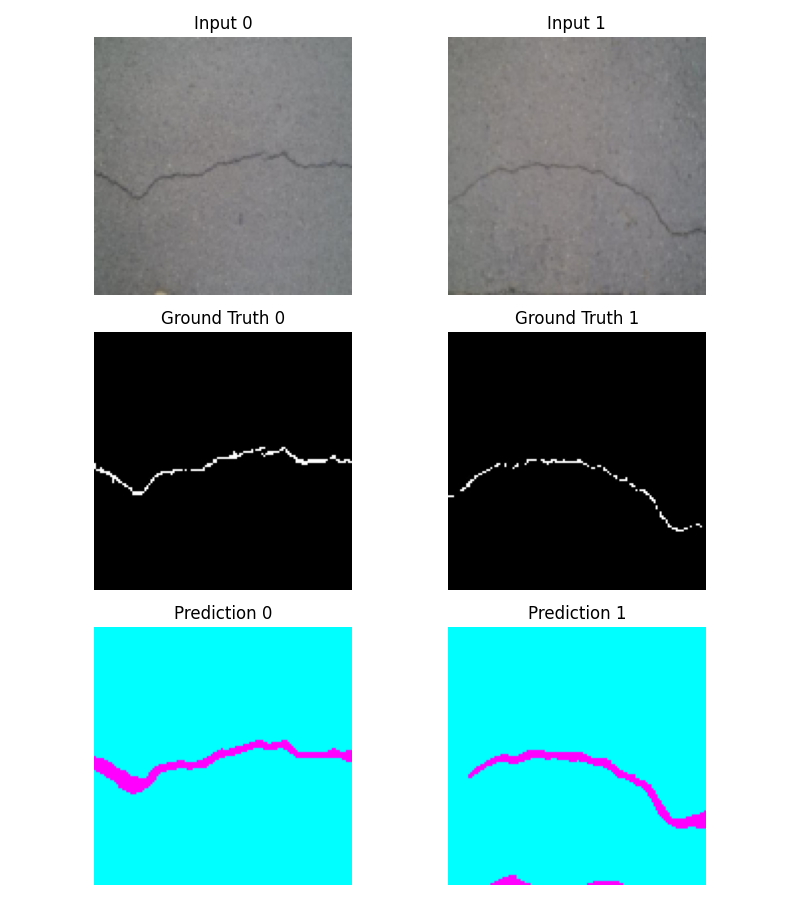 Input 0
Input 1
Ground Truth 0
Ground Truth 1
Prediction 0
Prediction 1